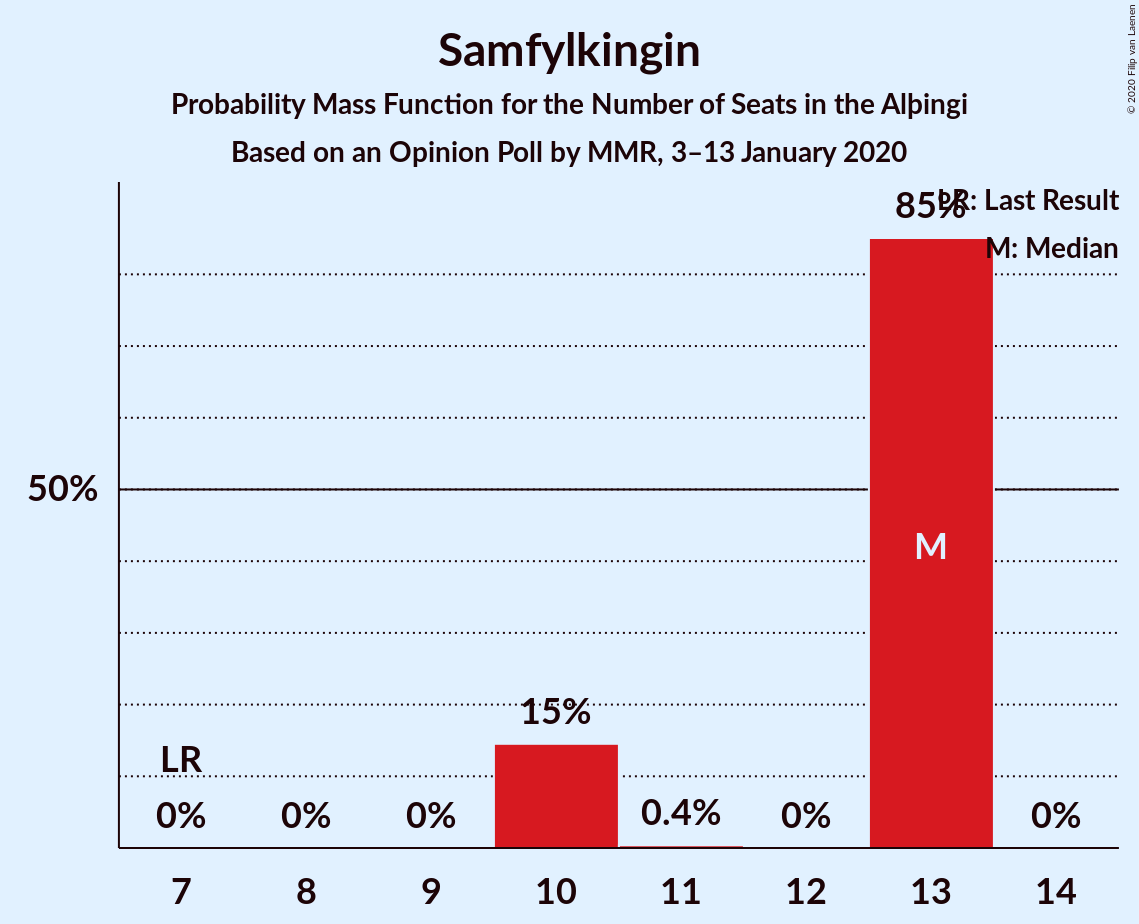 Samfylkingin
Probability Mass Function for the Number of Seats in the Alþingi
Based on an Opinion Poll by MMR, 3–13 January 2020
© 2020 Filip van Laenen
LR: Last Result
M: Median
85%
50%
M
15%
LR
0% 0% 0% 0.4% 0% 0%
7 8 9 10 11 12 13 14